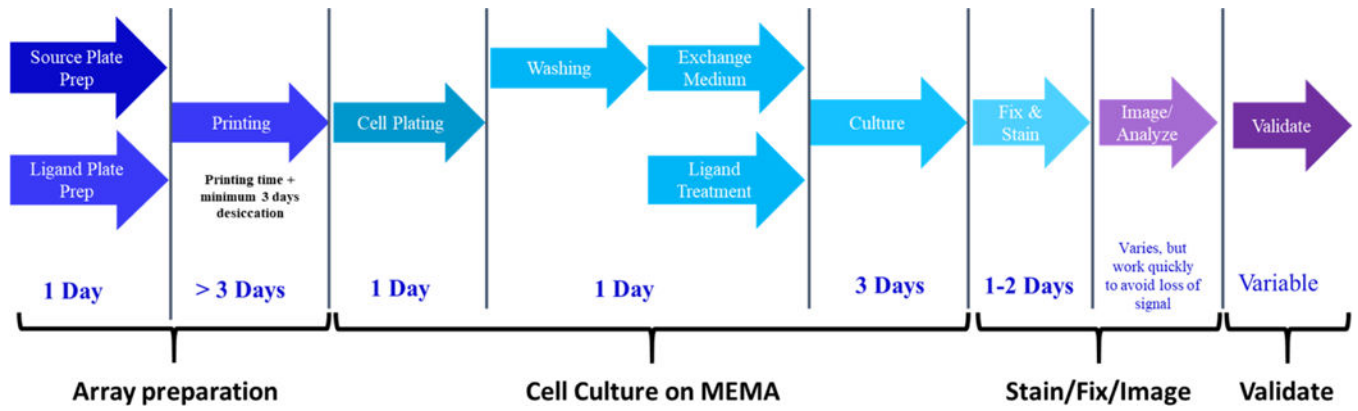 Source Plate
Prep
Ligand Plate
Prep
Printing
Printing time +
minimum 3 days
desiccation
Cell Plating
Washing
Exchange
Medium
Ligand
Treatment
Culture
Fix &
Stain
Image/
Analyze
Validate
1 Day
> 3 Days
1 Day
1 Day
3 Days
1-2 Days
Varies, but
work quickly
to avoid loss of
signal
Variable
Array preparation
Cell Culture on MEMA
Stain/Fix/Image
Validate